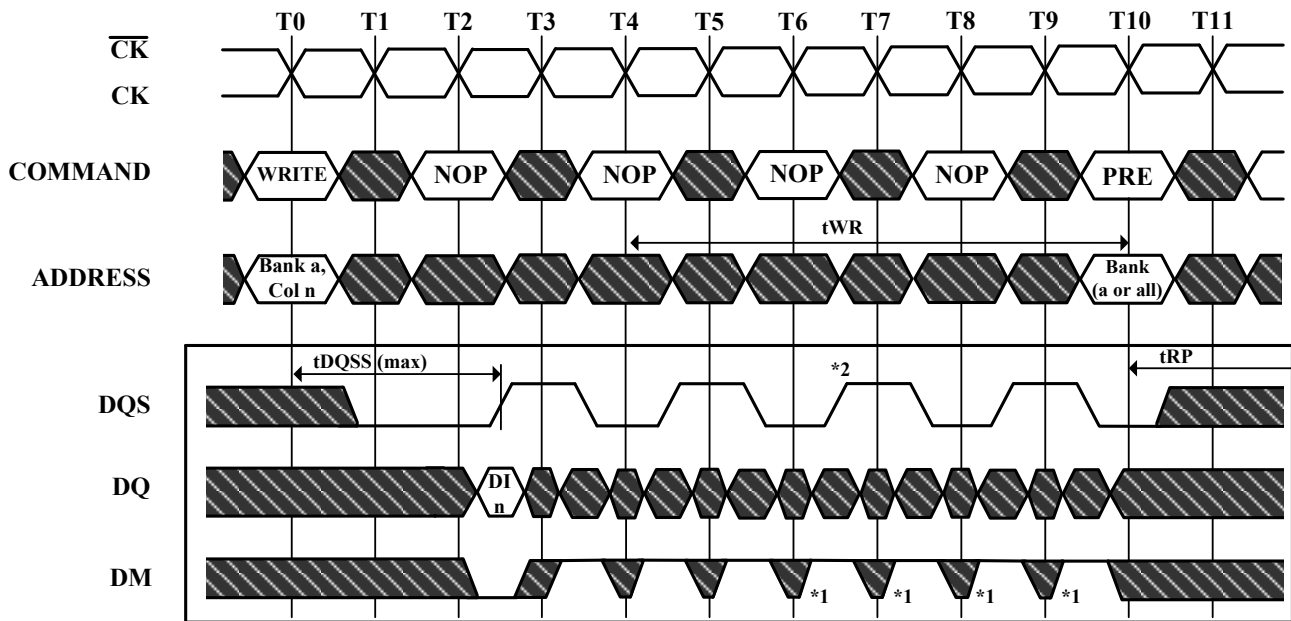 T0 T1 T2 T3 T4 T5 T6 T7 T8 T9 T10 T11
CK
CK
COMMAND WRITE NOP NOP NOP NOP PRE
tWR
ADDRESS Bank a, Col n Bank (a or all)
tDQSS (max) tRP
*2
DQS
DQ DI n
DM
*1 *1 *1 *1